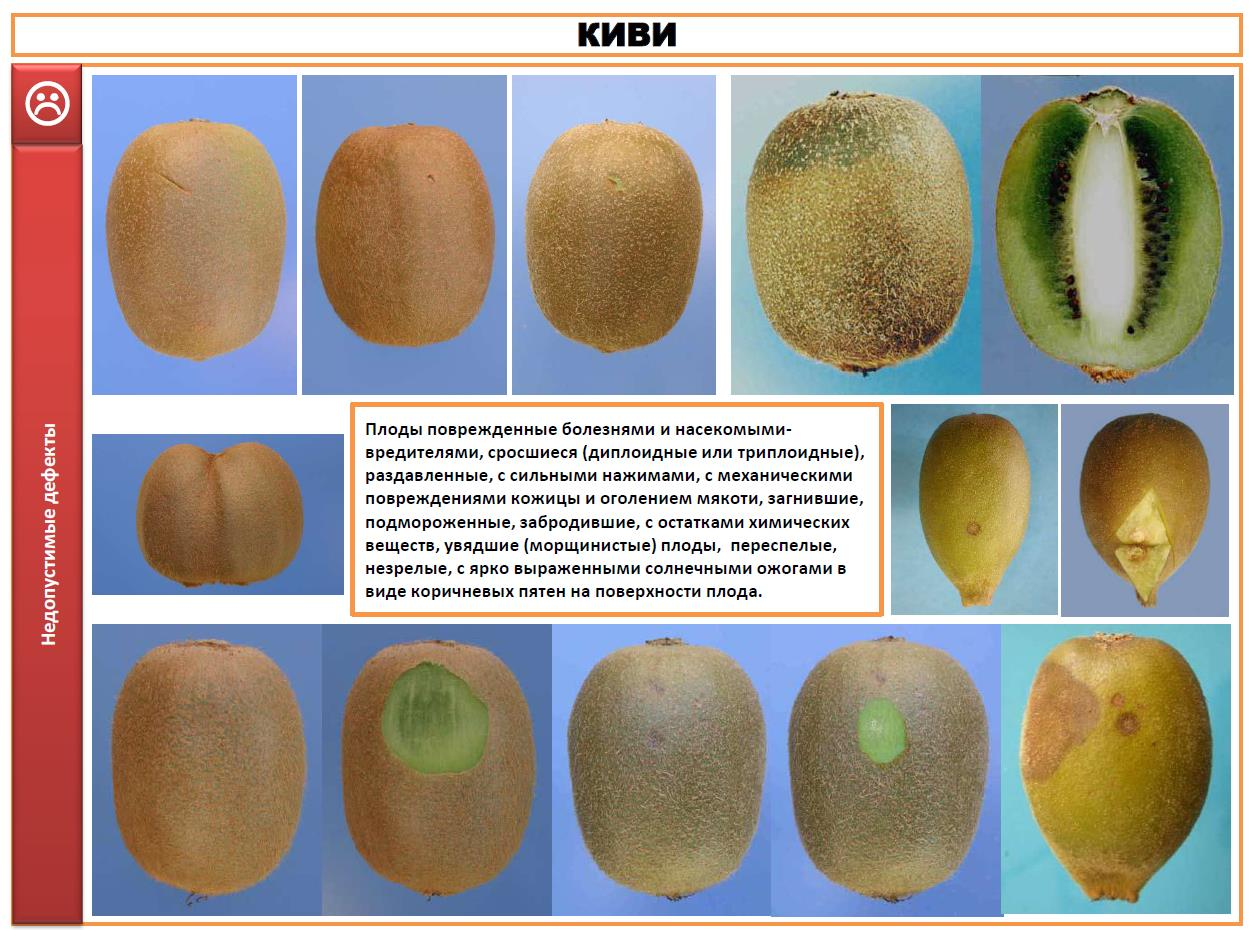 КИВИ
Недопустимые дефекты
Плоды поврежденные болезнями и насекомыми-
вредителями, сросшиеся (диплоидные или триплоидные),
раздавленные, с сильными нажимами, с механическими
повреждениями кожицы и оголением мякоти, загнившие,
подмороженные, забродившие, с остатками химических
веществ, увядшие (морщинистые) плоды, переспелые,
незрелые, с ярко выраженными солнечными ожогами в
виде коричневых пятен на поверхности плода.